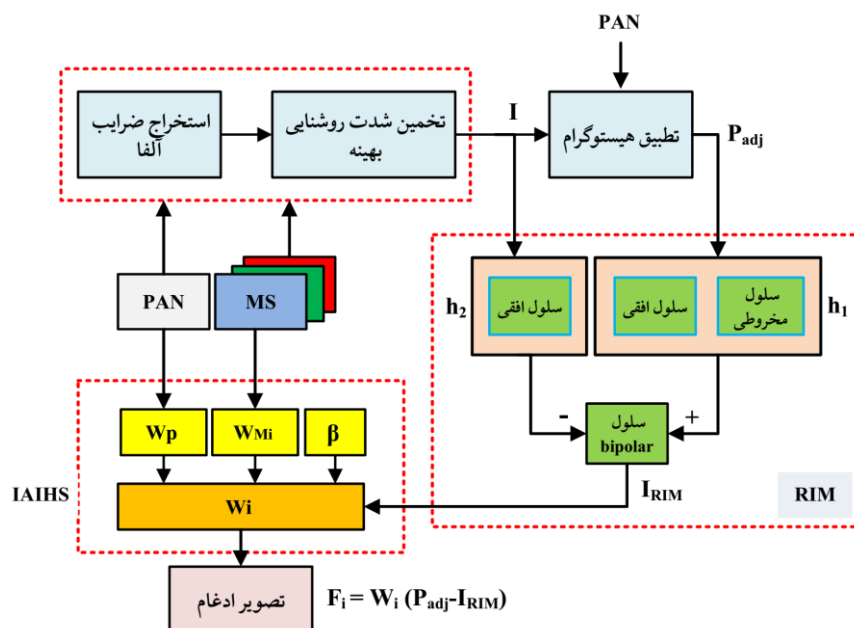 PAN
استخراج ضرایب
آلفا
تخمین شدت روشنایی
بهینه
I
تطبیق هیستوگرام
P_adj
PAN
MS
h₂
سلول افقی
سلول افقی
سلول
مخروطی
h₁
-
+
سلول
bipolar
I_RIM
RIM
IAIHS
Wp
W_Mi
β
Wi
تصویر ادغام
F_i = W_i (P_adj-I_RIM)